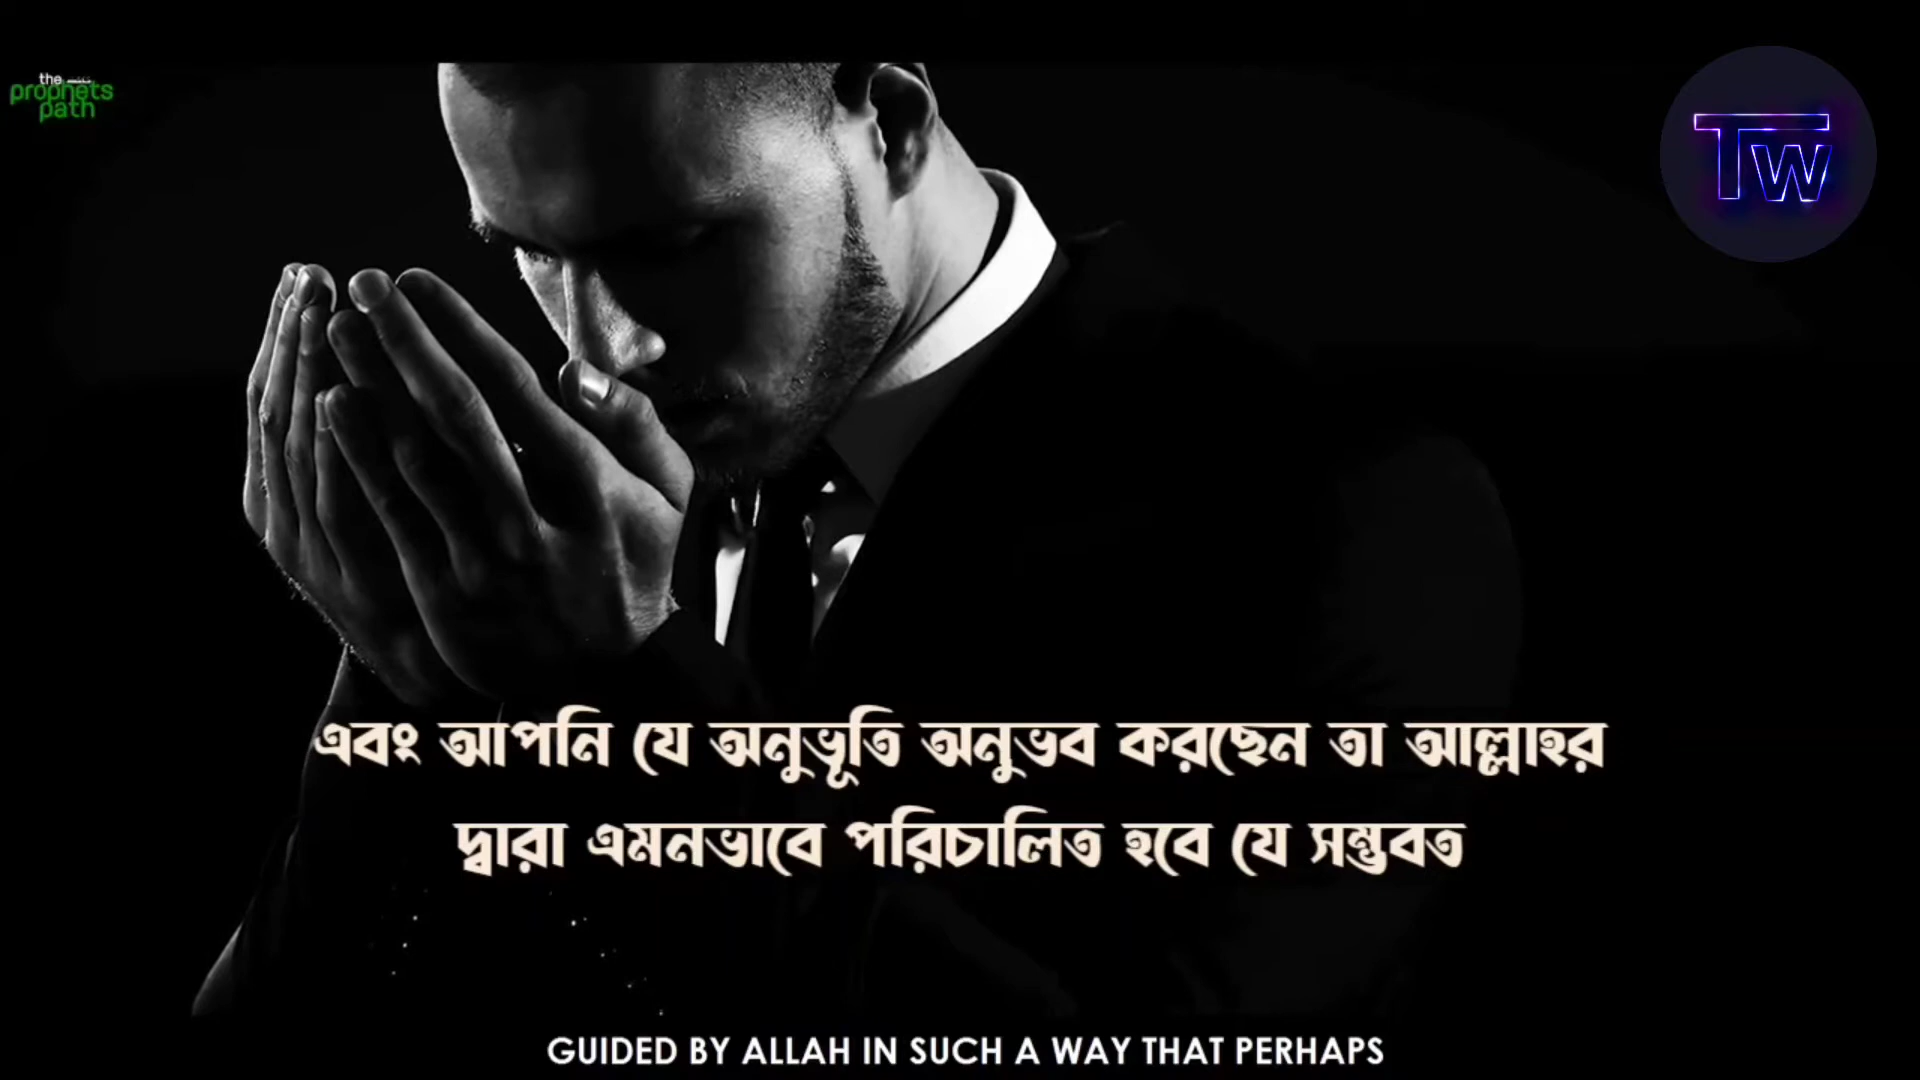 the
prophets
path
TW
এবং আপনি যে অনুভূতি অনুভব করছেন তা আল্লাহর
দ্বারা এমনভাবে পরিচালিত হবে যে সম্ভবত
GUIDED BY ALLAH IN SUCH A WAY THAT PERHAPS